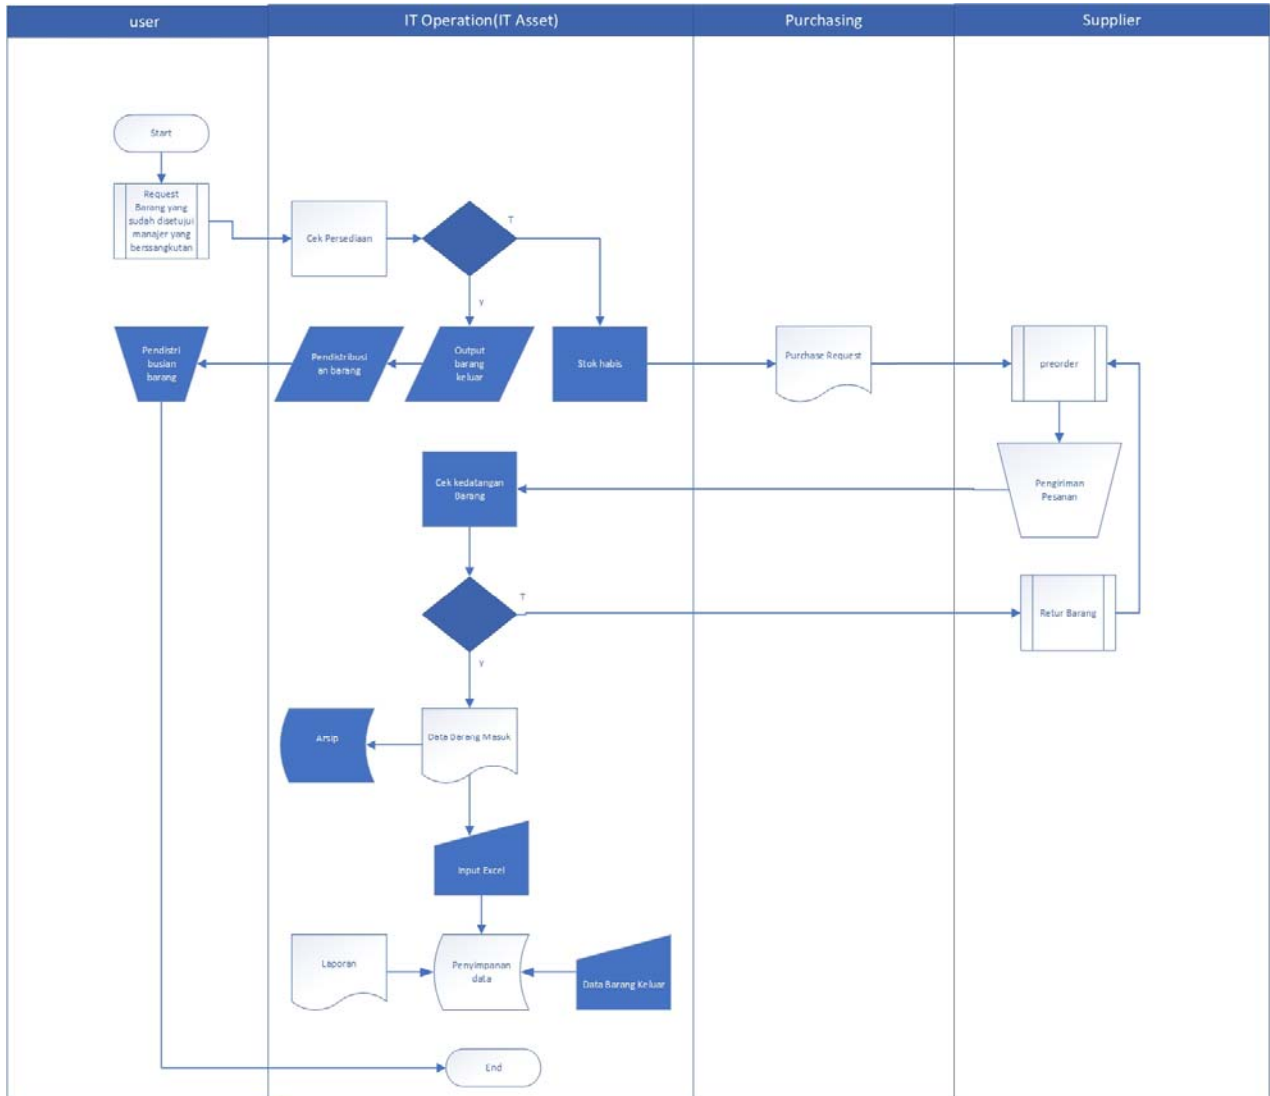 user
IT Operation(IT Asset)
Purchasing
Supplier
Start
Request
Barang yang
sudah disetujui
manajer yang
berssangkutan
Cek Persediaan
T
Y
Pendistri
busian
barang
Pendistribusi
an barang
Output
barang
keluar
Stok habis
Purchase Request
preorder
Cek kedatangan
Barang
Pengiriman
Pesanan
T
Retur Barang
Y
Arsip
Data Barang Masuk
Input Excel
Laporan
Penyimpanan
data
Data Barang Keluar
End